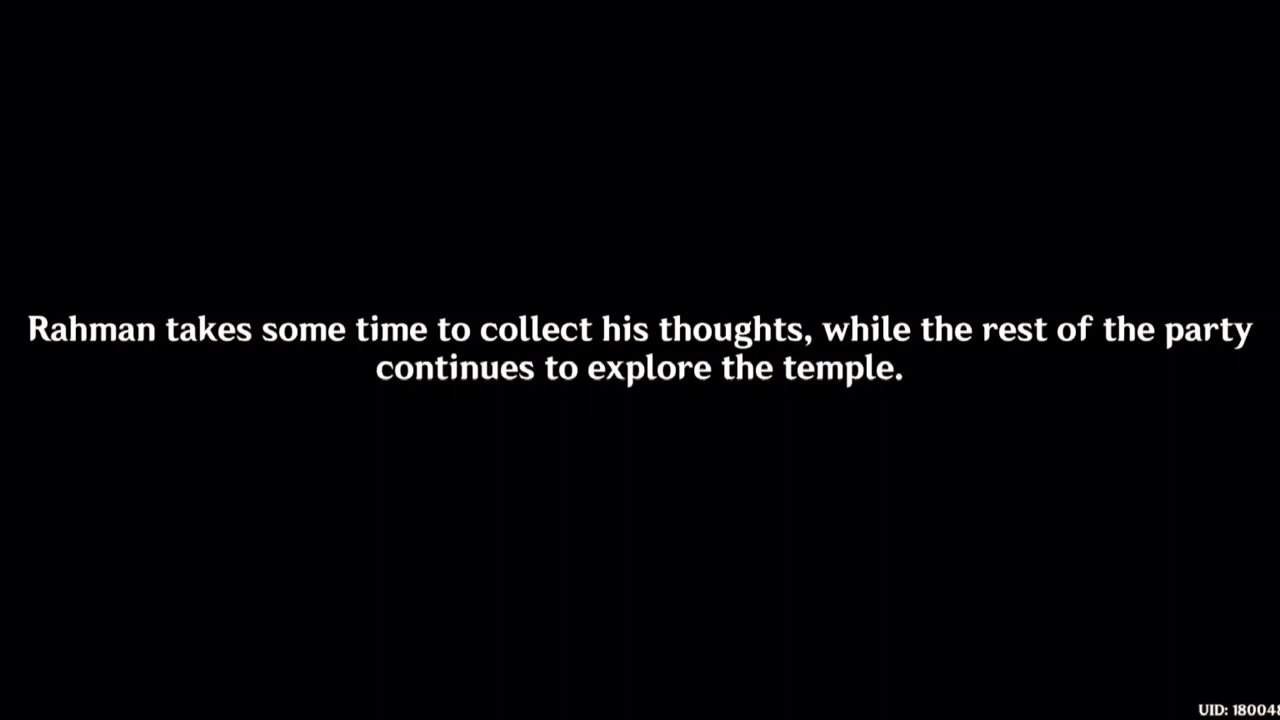 Rahman takes some time to collect his thoughts, while the rest of the party
continues to explore the temple.
UID: 180048